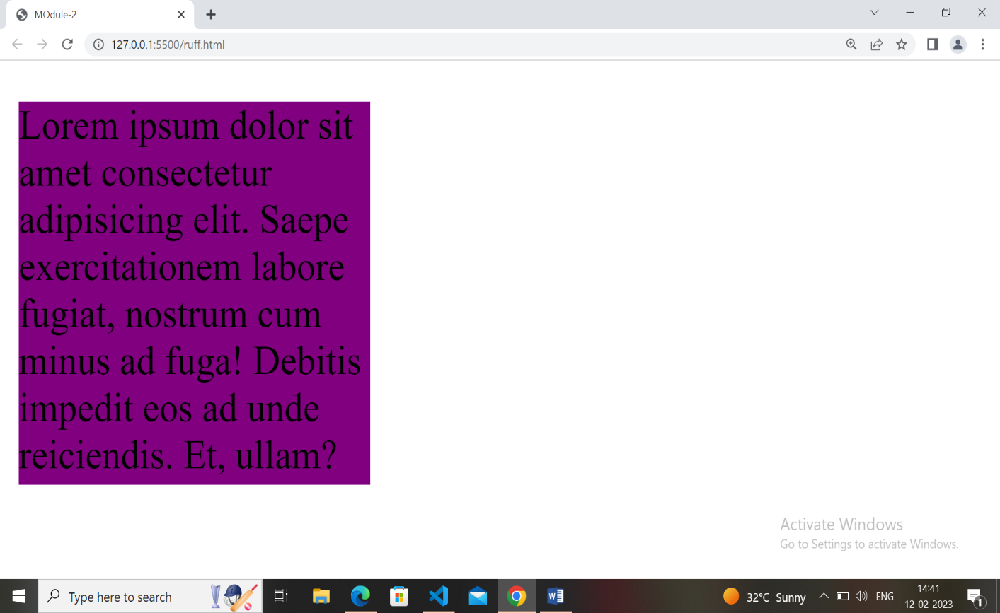 MOdule-2
127.0.0.1:5500/ruff.html
Lorem ipsum dolor sit
amet consectetur
adipisicing elit. Saepe
exercitationem labore
fugiat, nostrum cum
minus ad fuga! Debitis
impedit eos ad unde
reiciendis. Et, ullam?
Activate Windows
Go to Settings to activate Windows.
Type here to search
32°C Sunny
ENG
14:41
12-02-2023
1